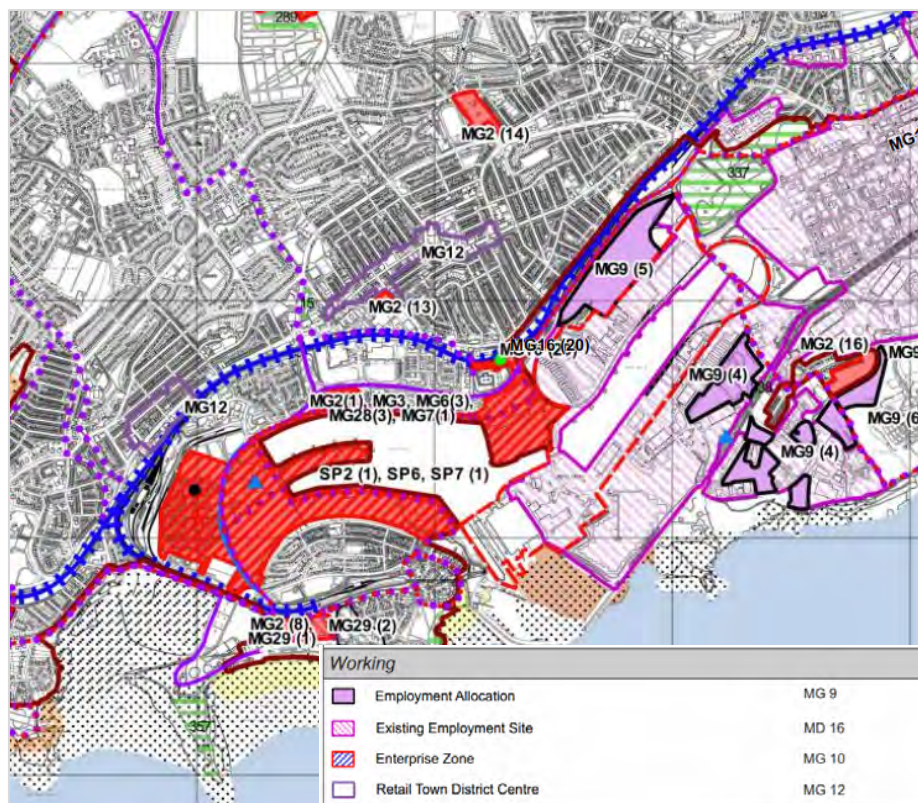 289
MG2 (14)
MG
337
MG12
MG9 (5)
MG2 (13)
MG16 (20)
MG2 (16)
MG9
MG9 (4)
MG2(1), MG3, MG6(3),
MG28(3), MG7(1)
MG12
MG9 (6
MG9 (4)
SP2 (1), SP6, SP7 (1)
MG2 (8)
MG29 (2)
MG29 (1)
357
Working
Employment Allocation MG 9
Existing Employment Site MD 16
Enterprise Zone MG 10
Retail Town District Centre MG 12